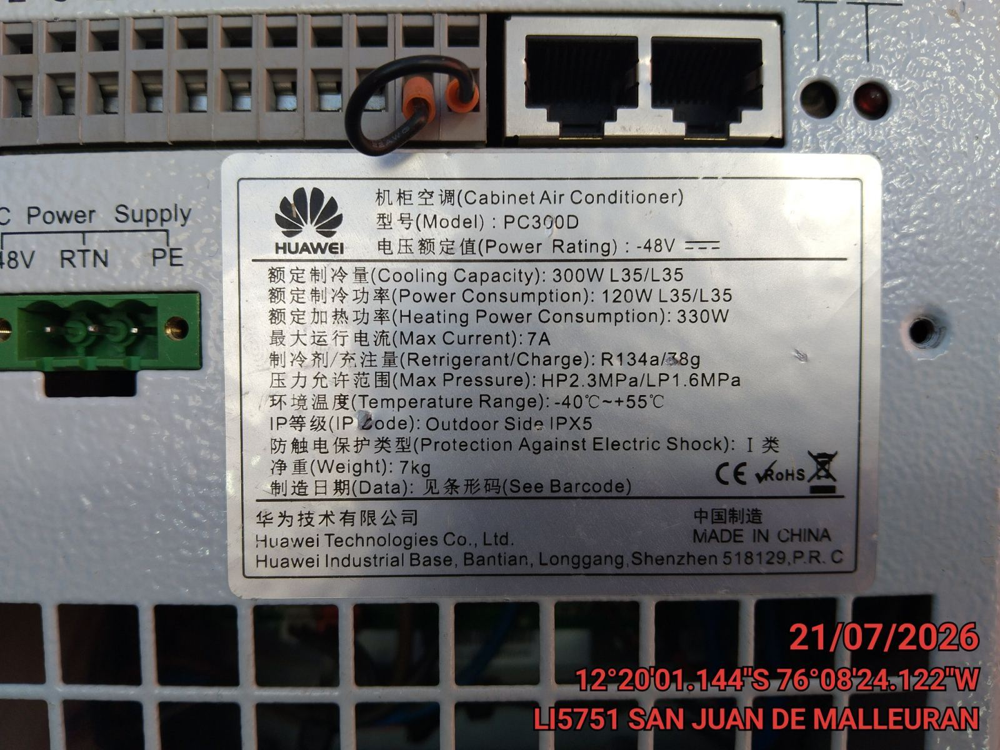 Power Supply
48V RTN PE
22AWG
HUAWEI
机柜空调(Cabinet Air Conditioner)
型号(Model) : PC300D
电压额定值(Power Rating) : -48V
额定制冷量(Cooling Capacity): 300W L35/L35
额定制冷功率(Power Consumption): 120W L35/L35
额定加热功率(Heating Power Consumption): 330W
最大运行电流(Max Current): 7A
制冷剂/充注量(Refrigerant/Charge): R134a/78g
压力允许范围(Max Pressure): HP2.3MPa/LP1.6MPa
环境温度(Temperature Range): -40℃~+55℃
IP等级(IP Code): Outdoor Side IPX5
防触电保护类型(Protection Against Electric Shock): I 类
净重(Weight): 7kg
CE RoHS
制造日期(Data): 见条形码(See Barcode)
华为技术有限公司
中国制造
Huawei Technologies Co., Ltd.
MADE IN CHINA
Huawei Industrial Base, Bantian, Longgang, Shenzhen 518129, P.R. C
21/07/2026
12°20'01.144"S 76°08'24.122"W
LI5751 SAN JUAN DE MALLEURAN